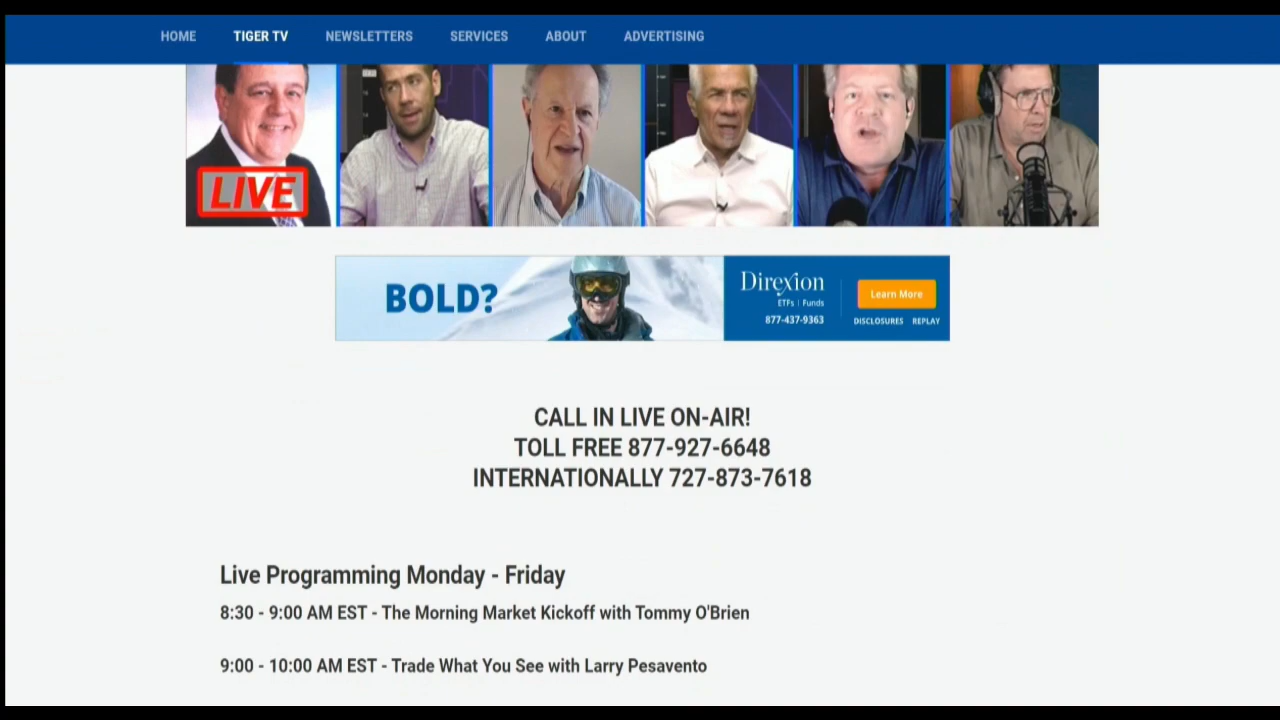 HOME TIGER TV NEWSLETTERS SERVICES ABOUT ADVERTISING
LIVE
BOLD?
Direxion
ETFs | Funds
877-437-9363
Learn More
DISCLOSURES REPLAY
CALL IN LIVE ON-AIR!
TOLL FREE 877-927-6648
INTERNATIONALLY 727-873-7618
Live Programming Monday - Friday
8:30 - 9:00 AM EST - The Morning Market Kickoff with Tommy O'Brien
9:00 - 10:00 AM EST - Trade What You See with Larry Pesavento